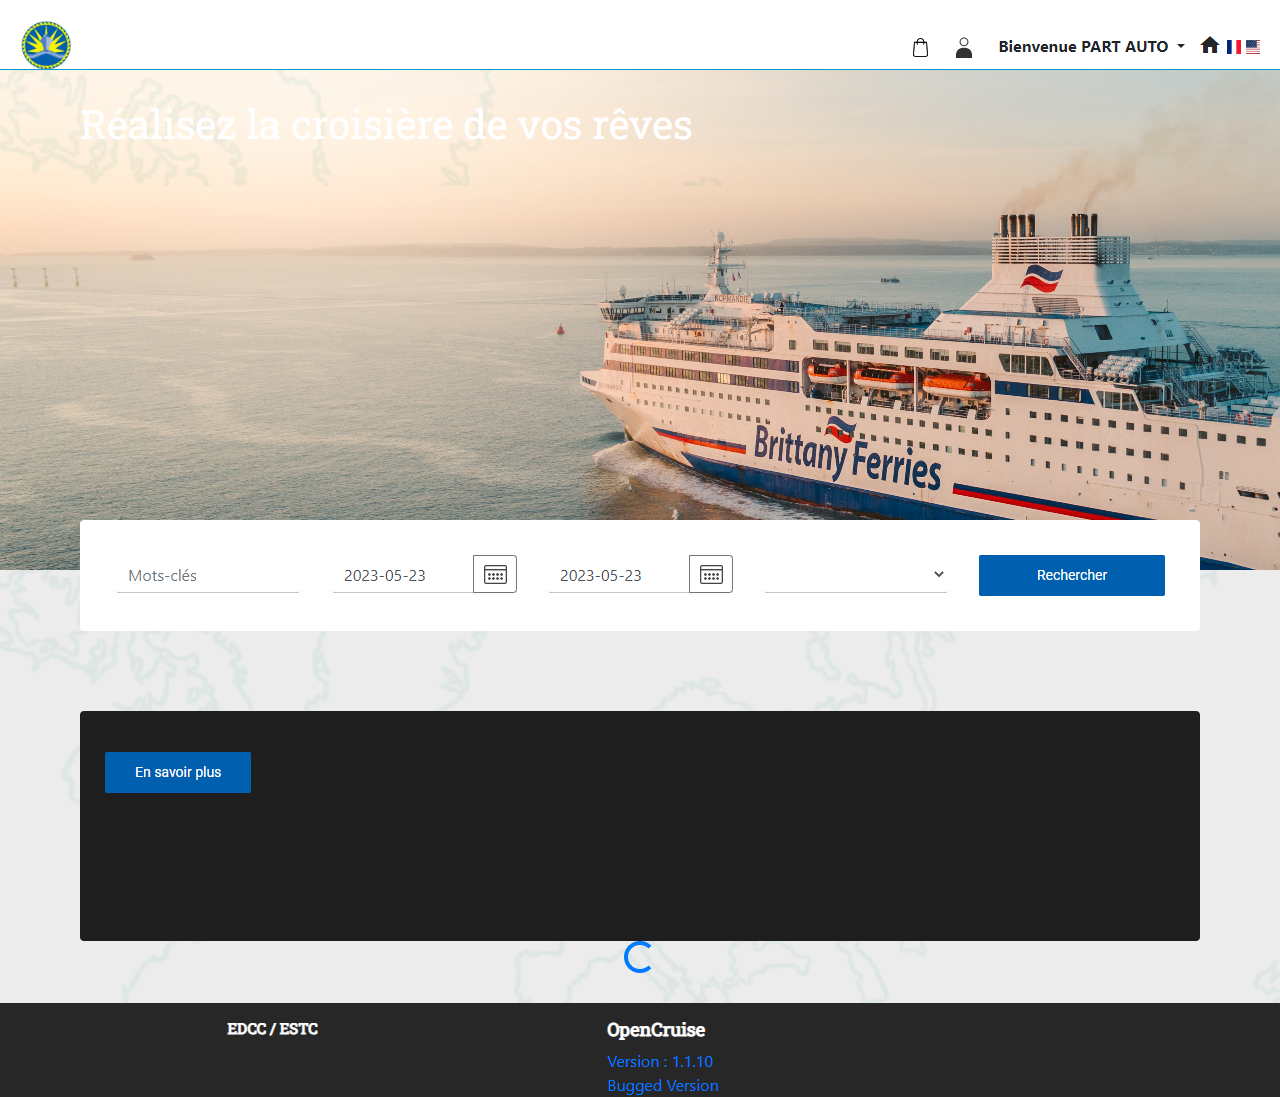 Bienvenue PART AUTO
Réalisez la croisière de vos rêves
NORMANDIE
Brittany Ferries
Mots-clés
2023-05-23
2023-05-23
Rechercher
En savoir plus
EDCC / ESTC
OpenCruise
Version : 1.1.10
Bugged Version